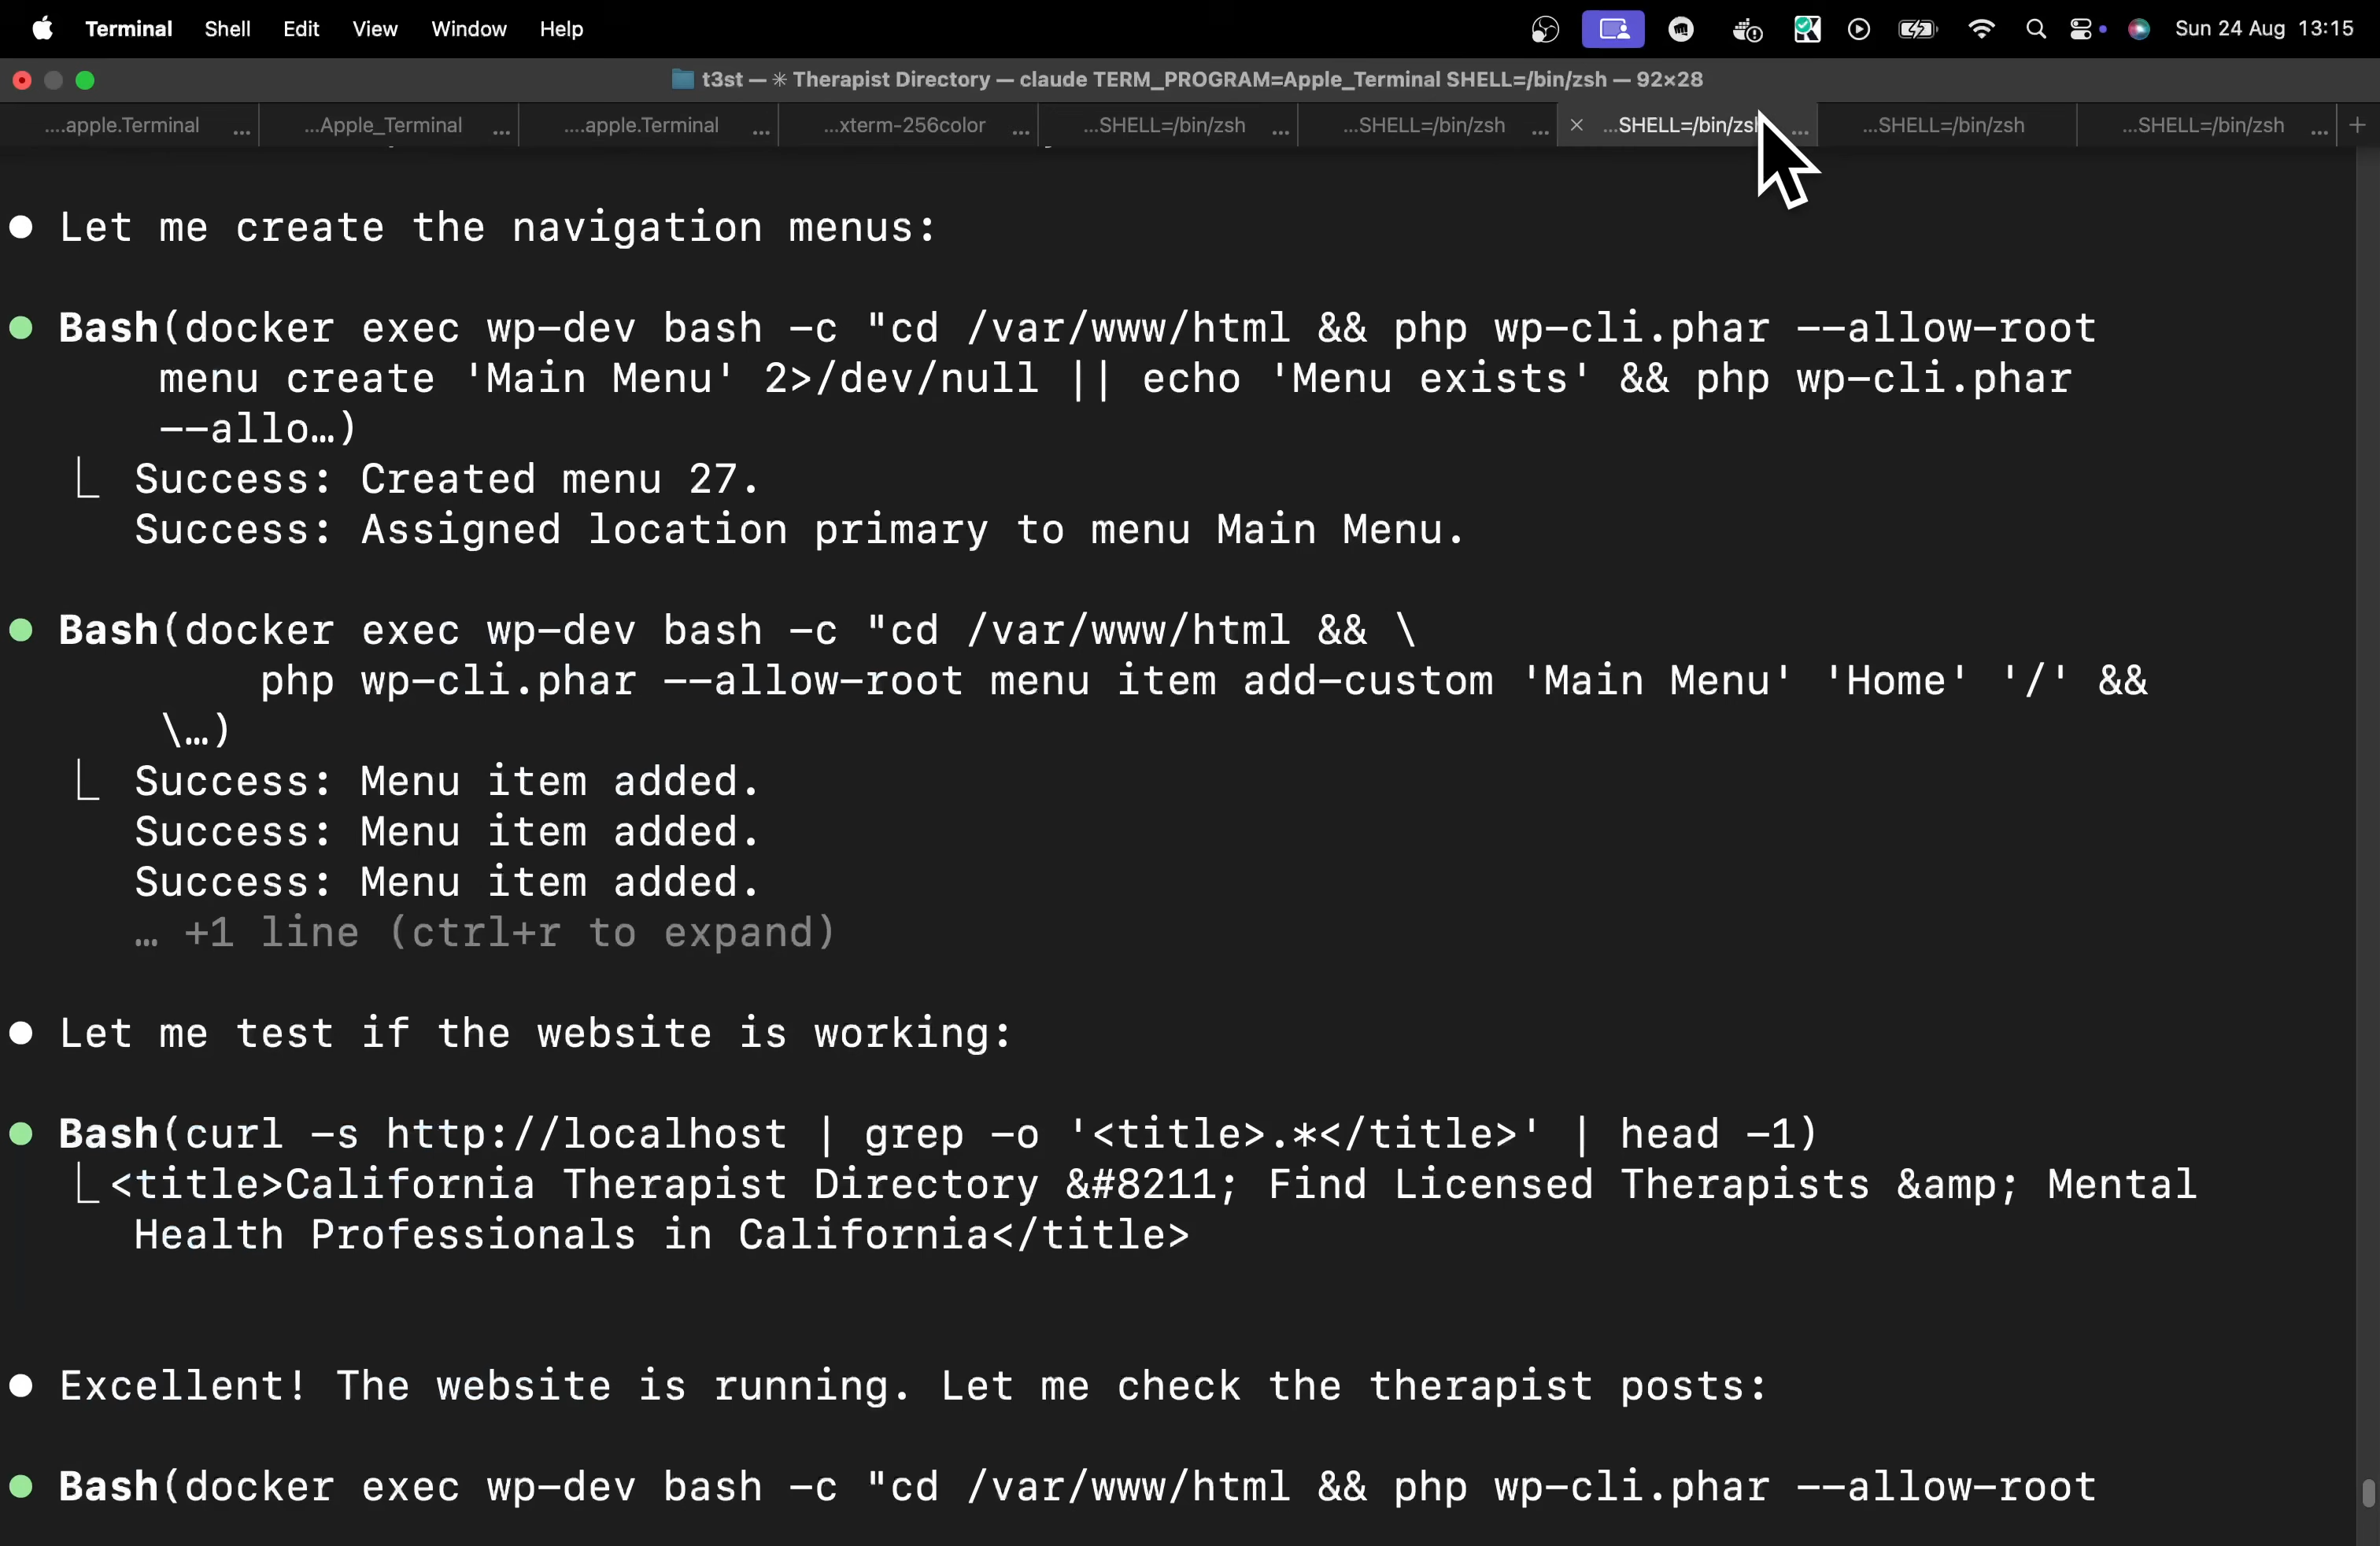 Terminal Shell Edit View Window Help Sun 24 Aug 13:15
t3st — ✳ Therapist Directory — claude TERM_PROGRAM=Apple_Terminal SHELL=/bin/zsh — 92×28
....apple.Terminal ... ...Apple_Terminal ... ....apple.Terminal ... ...xterm-256color ... ...SHELL=/bin/zsh ... ...SHELL=/bin/zsh ... ...SHELL=/bin/zsh ... ...SHELL=/bin/zsh ...SHELL=/bin/zsh ...
Let me create the navigation menus:
Bash(docker exec wp-dev bash -c "cd /var/www/html && php wp-cli.phar --allow-root
menu create 'Main Menu' 2>/dev/null || echo 'Menu exists' && php wp-cli.phar
--allo…)
Success: Created menu 27.
Success: Assigned location primary to menu Main Menu.
Bash(docker exec wp-dev bash -c "cd /var/www/html && \
php wp-cli.phar --allow-root menu item add-custom 'Main Menu' 'Home' '/' &&
\…)
Success: Menu item added.
Success: Menu item added.
Success: Menu item added.
… +1 line (ctrl+r to expand)
Let me test if the website is working:
Bash(curl -s http://localhost | grep -o '<title>.*</title>' | head -1)
<title>California Therapist Directory &#8211; Find Licensed Therapists &amp; Mental
Health Professionals in California</title>
Excellent! The website is running. Let me check the therapist posts:
Bash(docker exec wp-dev bash -c "cd /var/www/html && php wp-cli.phar --allow-root